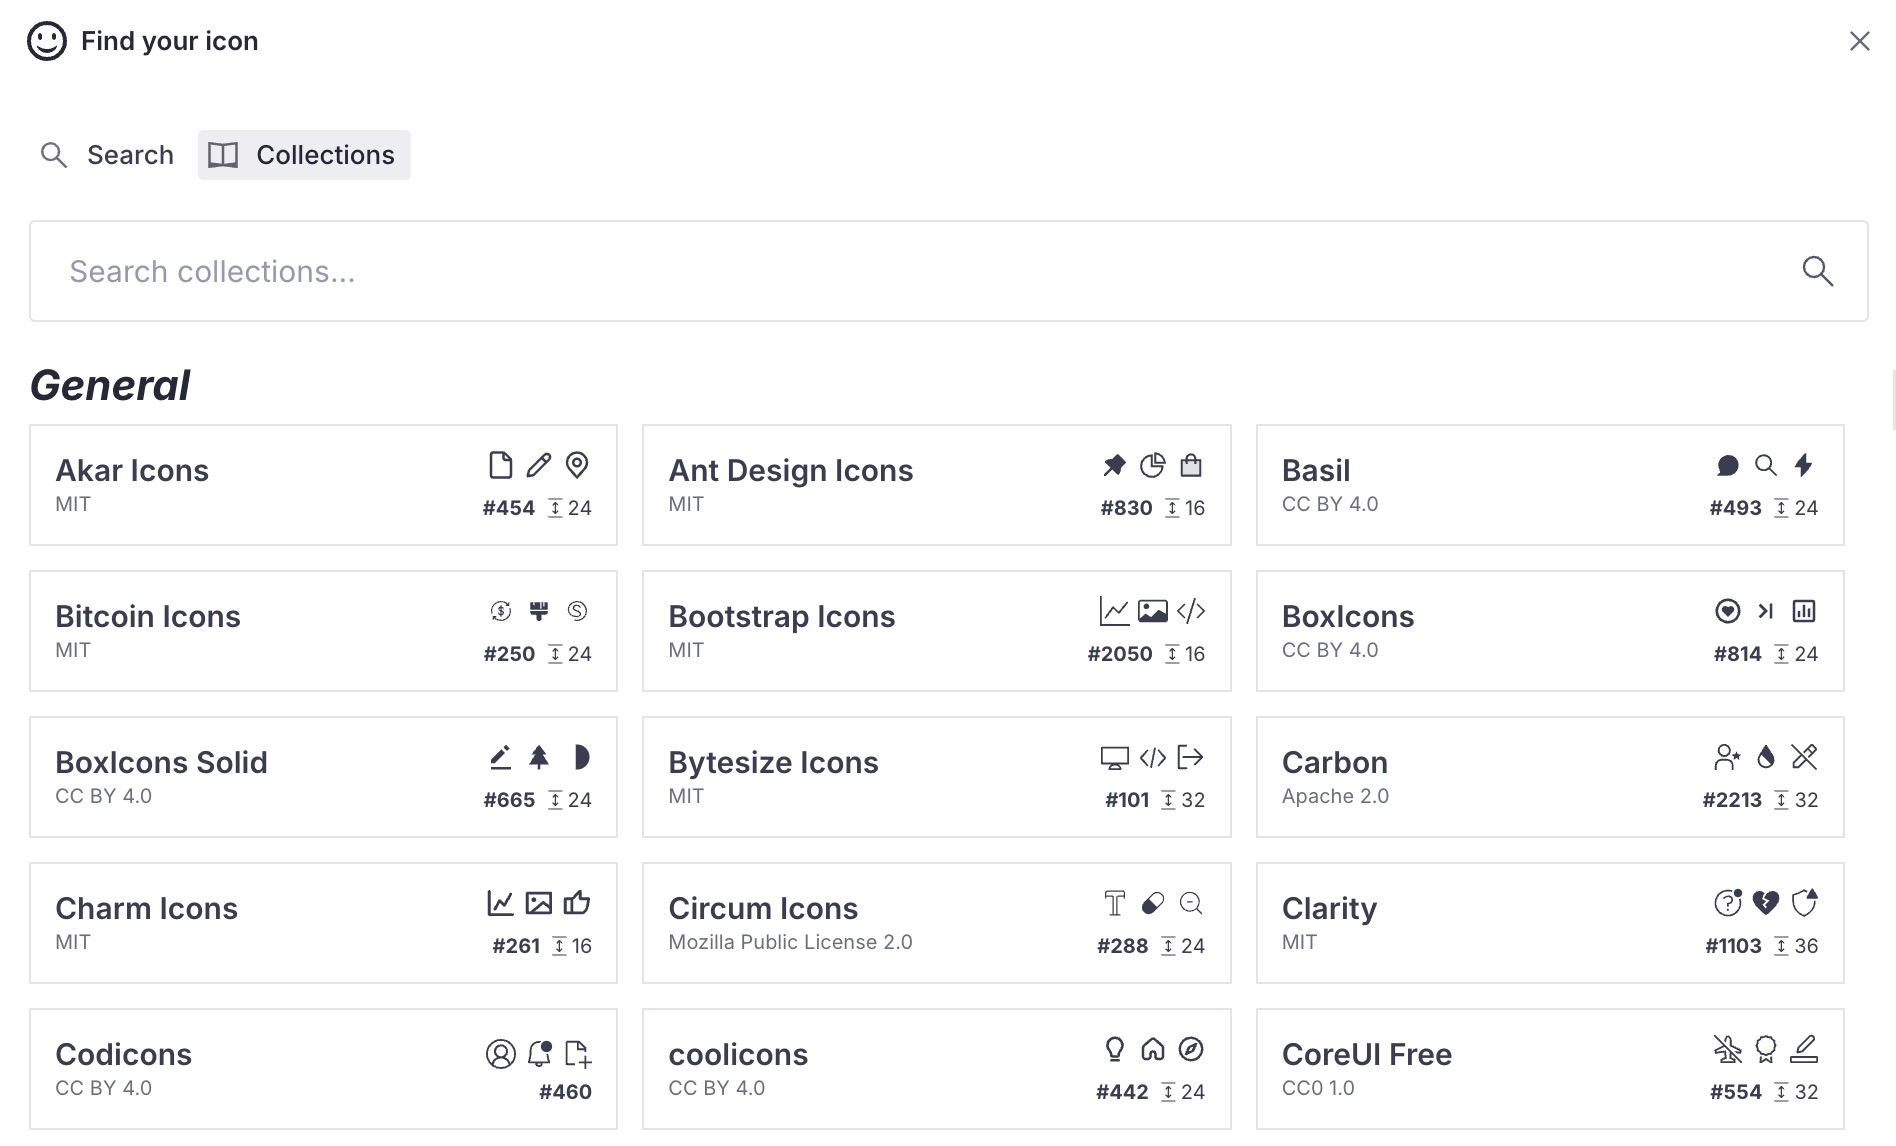 Find your icon
Search
Collections
Search collections...
General
Akar Icons
MIT
#454 24
Ant Design Icons
MIT
#830 16
Basil
CC BY 4.0
#493 24
Bitcoin Icons
MIT
#250 24
Bootstrap Icons
MIT
#2050 16
BoxIcons
CC BY 4.0
#814 24
BoxIcons Solid
CC BY 4.0
#665 24
Bytesize Icons
MIT
#101 32
Carbon
Apache 2.0
#2213 32
Charm Icons
MIT
#261 16
Circum Icons
Mozilla Public License 2.0
#288 24
Clarity
MIT
#1103 36
Codicons
CC BY 4.0
#460
coolicons
CC BY 4.0
#442 24
CoreUI Free
CC0 1.0
#554 32